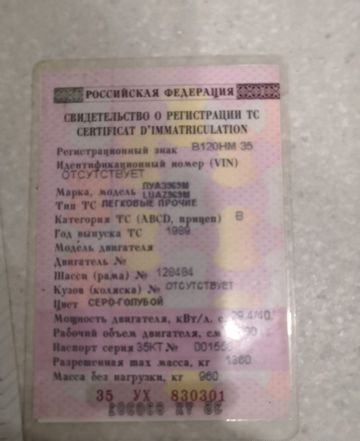 РОССИЙСКАЯ ФЕДЕРАЦИЯ
СВИДЕТЕЛЬСТВО О РЕГИСТРАЦИИ ТС
CERTIFICAT D'IMMATRICULATION
Регистрационный знак В120НМ 35
Идентификационный номер (VIN)
ОТСУТСТВУЕТ
Марка, модель ЛУАЗ969М
LUAZ969M
Тип ТС ЛЕГКОВЫЕ ПРОЧИЕ
Категория ТС (ABCD, прицеп) B
Год выпуска ТС 1989
Модель двигателя
Двигатель №
Шасси (рама) № 128484
Кузов (коляска) № ОТСУТСТВУЕТ
Цвет СЕРО-ГОЛУБОЙ
Мощность двигателя, кВт/л.
Рабочий объем двигателя, см
Паспорт серия 35КТ №
Разрешенная max масса, кг 1360
Масса без нагрузки, кг 960
35 УХ 830301